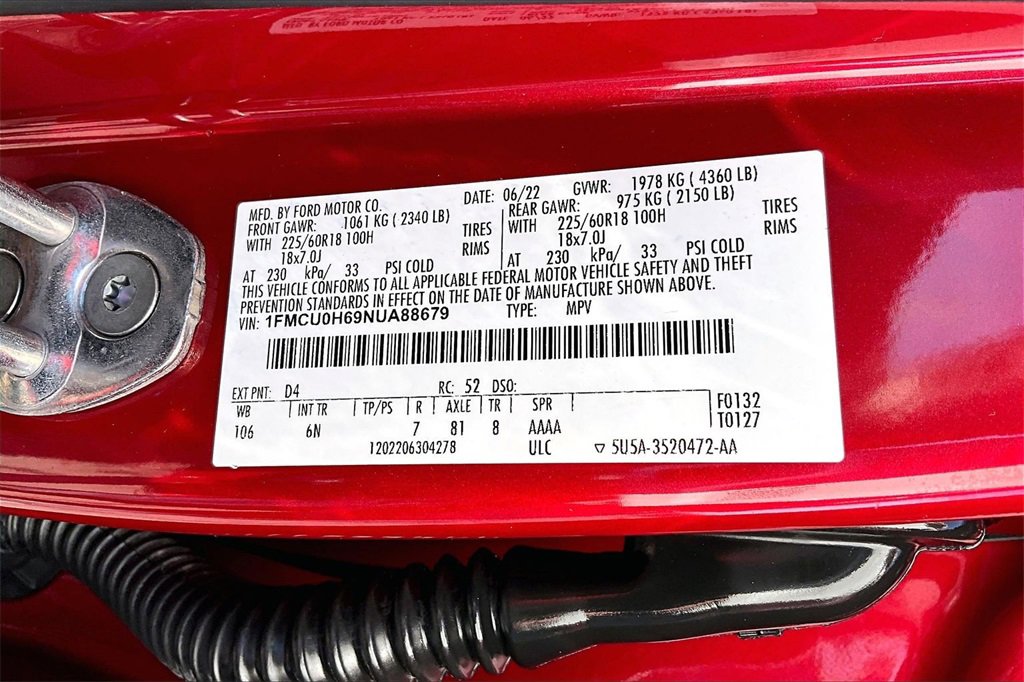 MFD. BY FORD MOTOR CO. DATE: 06/22 GVWR: 1978 KG ( 4360 LB)
FRONT GAWR: 1061 KG ( 2340 LB) REAR GAWR: 975 KG ( 2150 LB)
WITH 225/60R18 100H TIRES WITH 225/60R18 100H TIRES
18x7.0J RIMS 18x7.0J RIMS
AT 230 kPa/ 33 PSI COLD AT 230 kPa/ 33 PSI COLD
THIS VEHICLE CONFORMS TO ALL APPLICABLE FEDERAL MOTOR VEHICLE SAFETY AND THEFT
PREVENTION STANDARDS IN EFFECT ON THE DATE OF MANUFACTURE SHOWN ABOVE.
VIN: 1FMCU0H69NUA88679 TYPE: MPV
EXT PNT: D4 RC: 52 DSO:
WB INT TR TP/PS R AXLE TR SPR F0132
106 6N 7 81 8 AAAA T0127
1202206304278 ULC ▽ 5U5A-3520472-AA